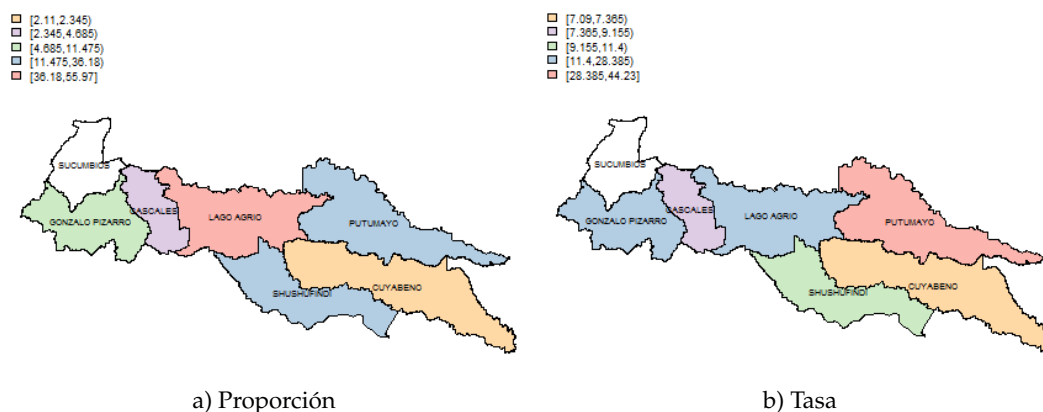 [2.11,2.345)
[2.345,4.685)
[4.685,11.475)
[11.475,36.18)
[36.18,55.97]
SUCUMBIOS
GONZALO PIZARRO
CASCALES
LAGO AGRIO
PUTUMAYO
CUYABENO
SHUSHUFINDI
a) Proporción
[7.09,7.365)
[7.365,9.155)
[9.155,11.4)
[11.4,28.385)
[28.385,44.23]
SUCUMBIOS
GONZALO PIZARRO
CASCALES
LAGO AGRIO
PUTUMAYO
CUYABENO
SHUSHUFINDI
b) Tasa